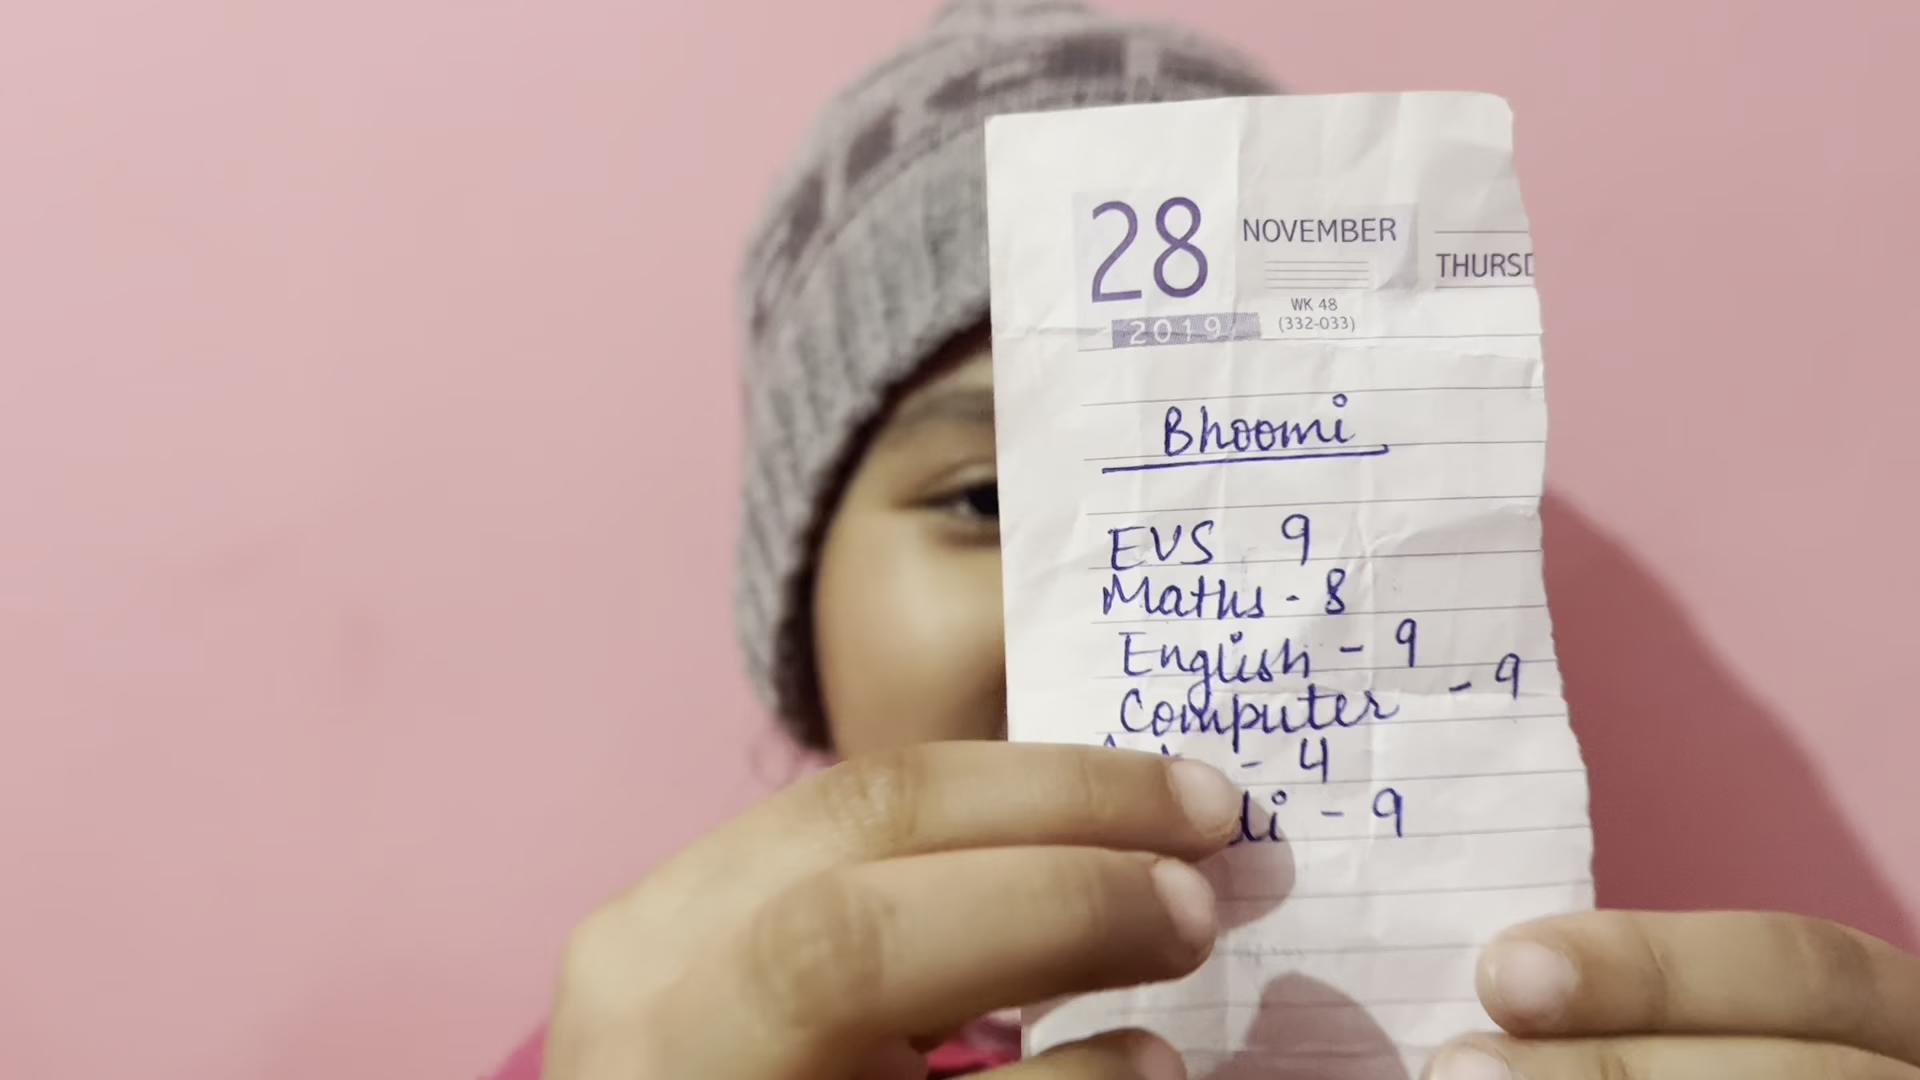 28 NOVEMBER
THURSD
WK 48
(332-033)
2019
Bhoomi
EVS 9
Maths - 8
English - 9
Computer - 9
- 4
di - 9